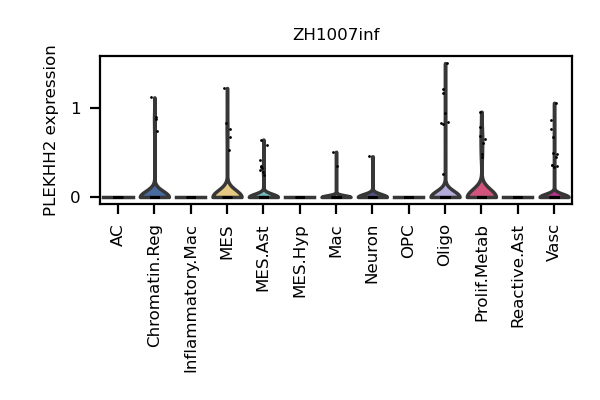 ZH1007inf
PLEKHH2 expression
1
0
AC
Chromatin.Reg
Inflammatory.Mac
MES
MES.Ast
MES.Hyp
Mac
Neuron
OPC
Oligo
Prolif.Metab
Reactive.Ast
Vasc